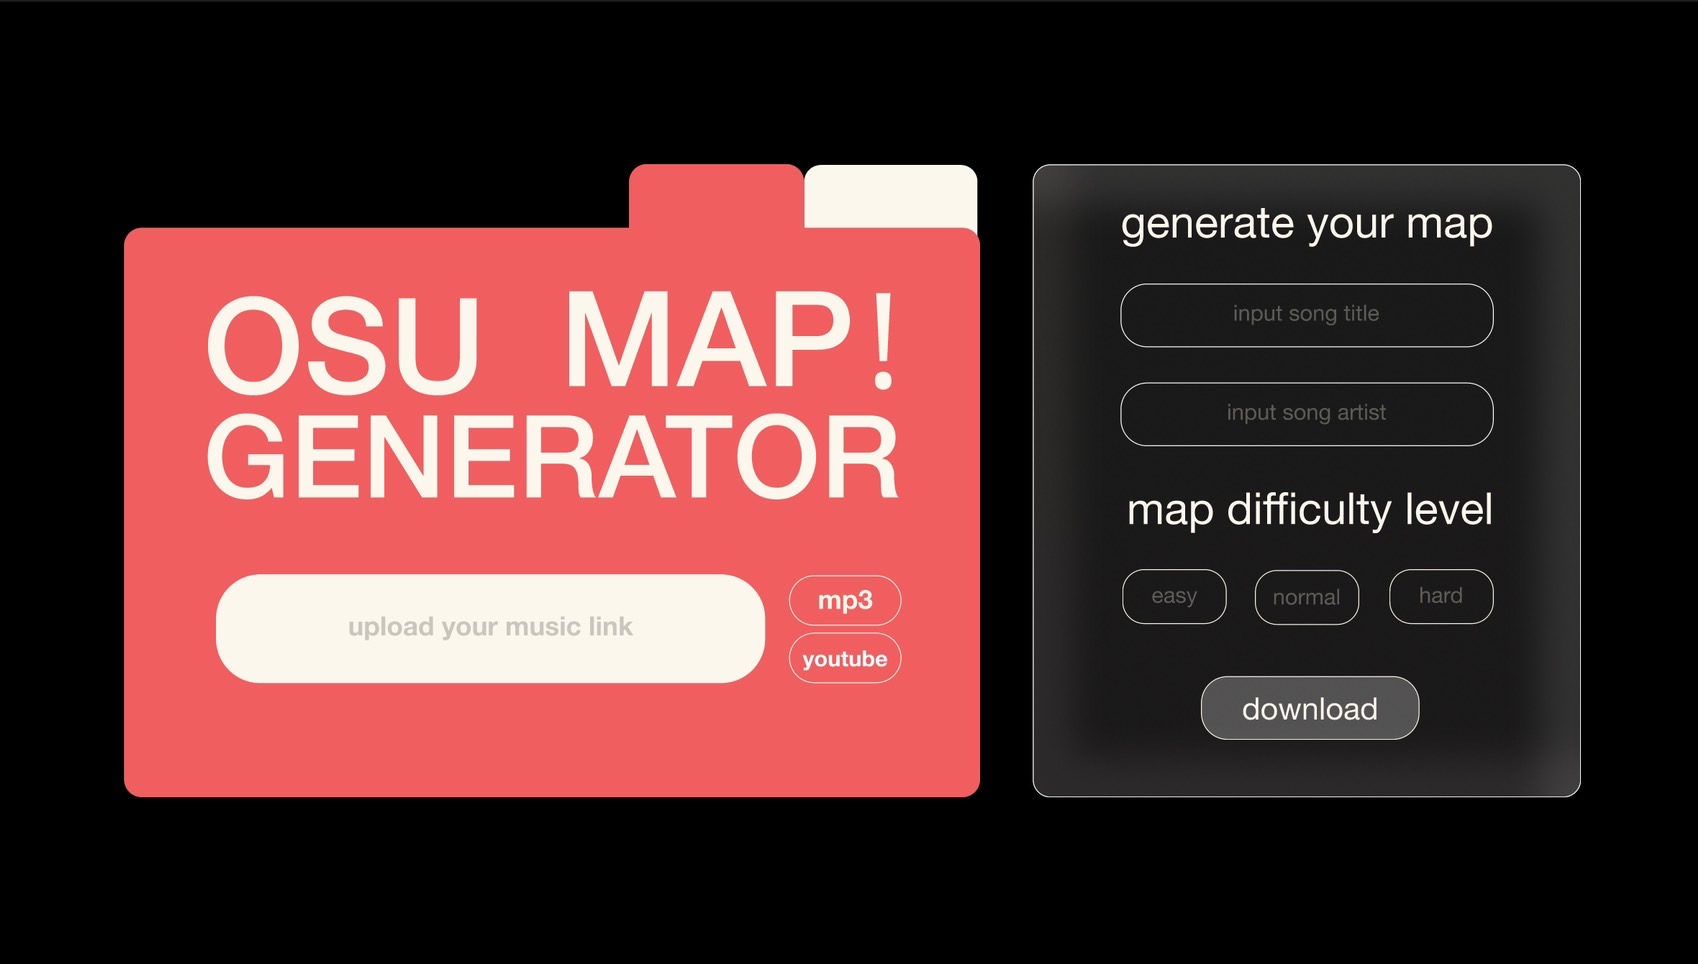 OSU MAP!
GENERATOR
upload your music link
mp3
youtube
generate your map
input song title
input song artist
map difficulty level
easy normal hard
download